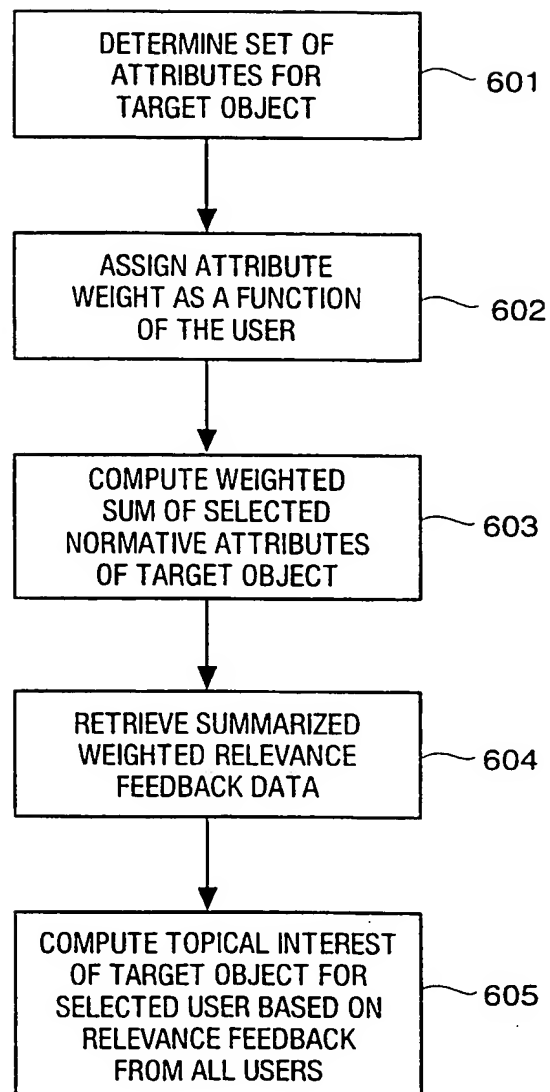 DETERMINE SET OF
ATTRIBUTES FOR
TARGET OBJECT
601
ASSIGN ATTRIBUTE
WEIGHT AS A FUNCTION
OF THE USER
602
COMPUTE WEIGHTED
SUM OF SELECTED
NORMATIVE ATTRIBUTES
OF TARGET OBJECT
603
RETRIEVE SUMMARIZED
WEIGHTED RELEVANCE
FEEDBACK DATA
604
COMPUTE TOPICAL INTEREST
OF TARGET OBJECT FOR
SELECTED USER BASED ON
RELEVANCE FEEDBACK
FROM ALL USERS
605